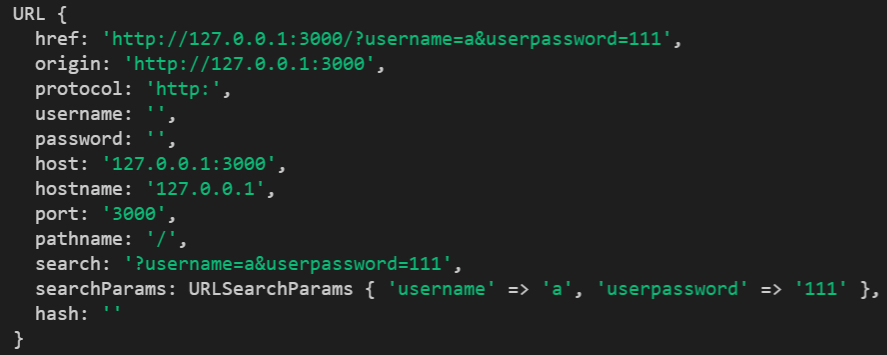 URL {
  href: 'http://127.0.0.1:3000/?username=a&userpassword=111',
  origin: 'http://127.0.0.1:3000',
  protocol: 'http:',
  username: '',
  password: '',
  host: '127.0.0.1:3000',
  hostname: '127.0.0.1',
  port: '3000',
  pathname: '/',
  search: '?username=a&userpassword=111',
  searchParams: URLSearchParams { 'username' => 'a', 'userpassword' => '111' },
  hash: ''
}